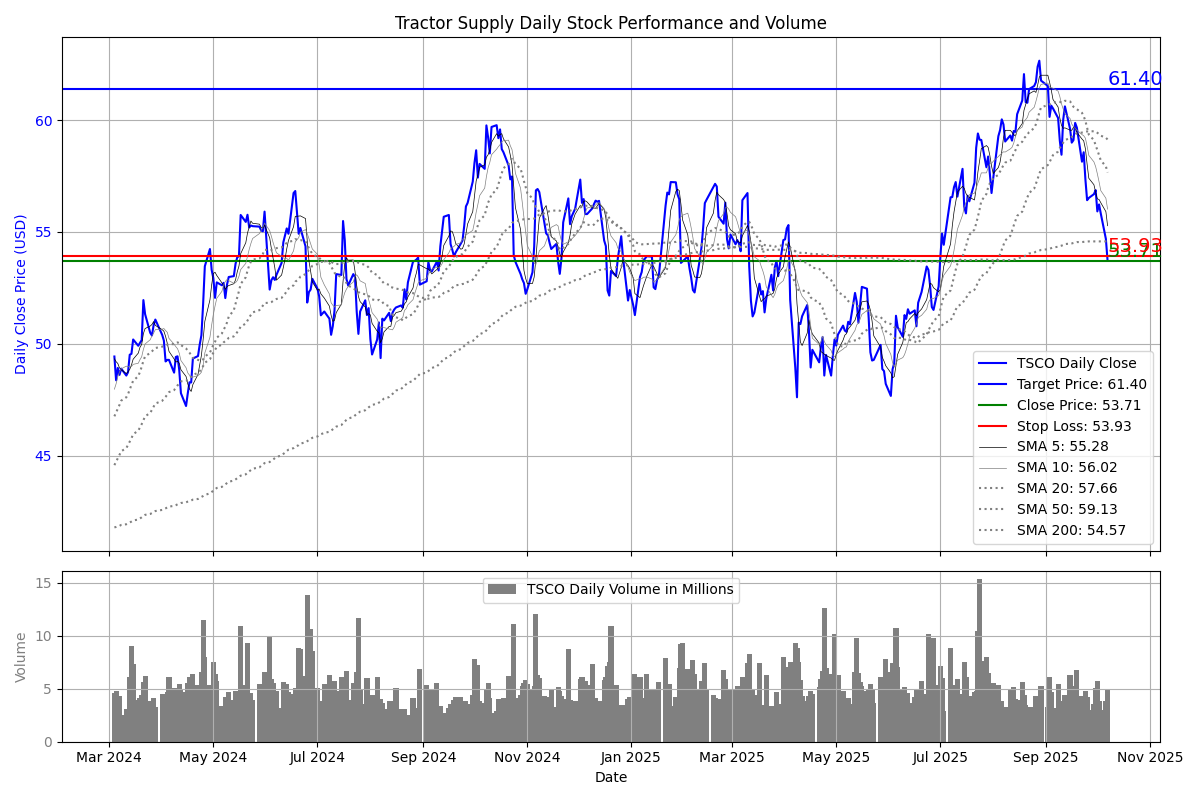 Tractor Supply Daily Stock Performance and Volume
Daily Close Price (USD)
60
55
50
45
61.40
53.93
53.71
TSCO Daily Close
Target Price: 61.40
Close Price: 53.71
Stop Loss: 53.93
SMA 5: 55.28
SMA 10: 56.02
SMA 20: 57.66
SMA 50: 59.13
SMA 200: 54.57
Volume
15
10
5
0
TSCO Daily Volume in Millions
Mar 2024
May 2024
Jul 2024
Sep 2024
Nov 2024
Jan 2025
Mar 2025
May 2025
Jul 2025
Sep 2025
Nov 2025
Date